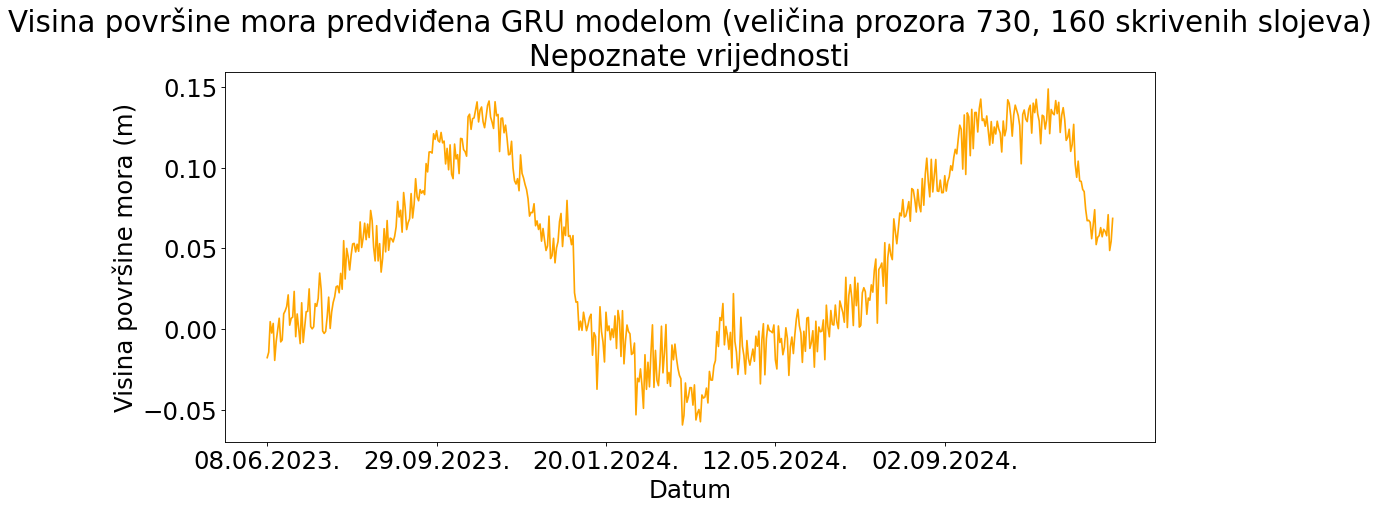 Visina površine mora predviđena GRU modelom (veličina prozora 730, 160 skrivenih slojeva)
Nepoznate vrijednosti
Visina površine mora (m)
0.15
0.10
0.05
0.00
−0.05
08.06.2023. 29.09.2023. 20.01.2024. 12.05.2024. 02.09.2024.
Datum